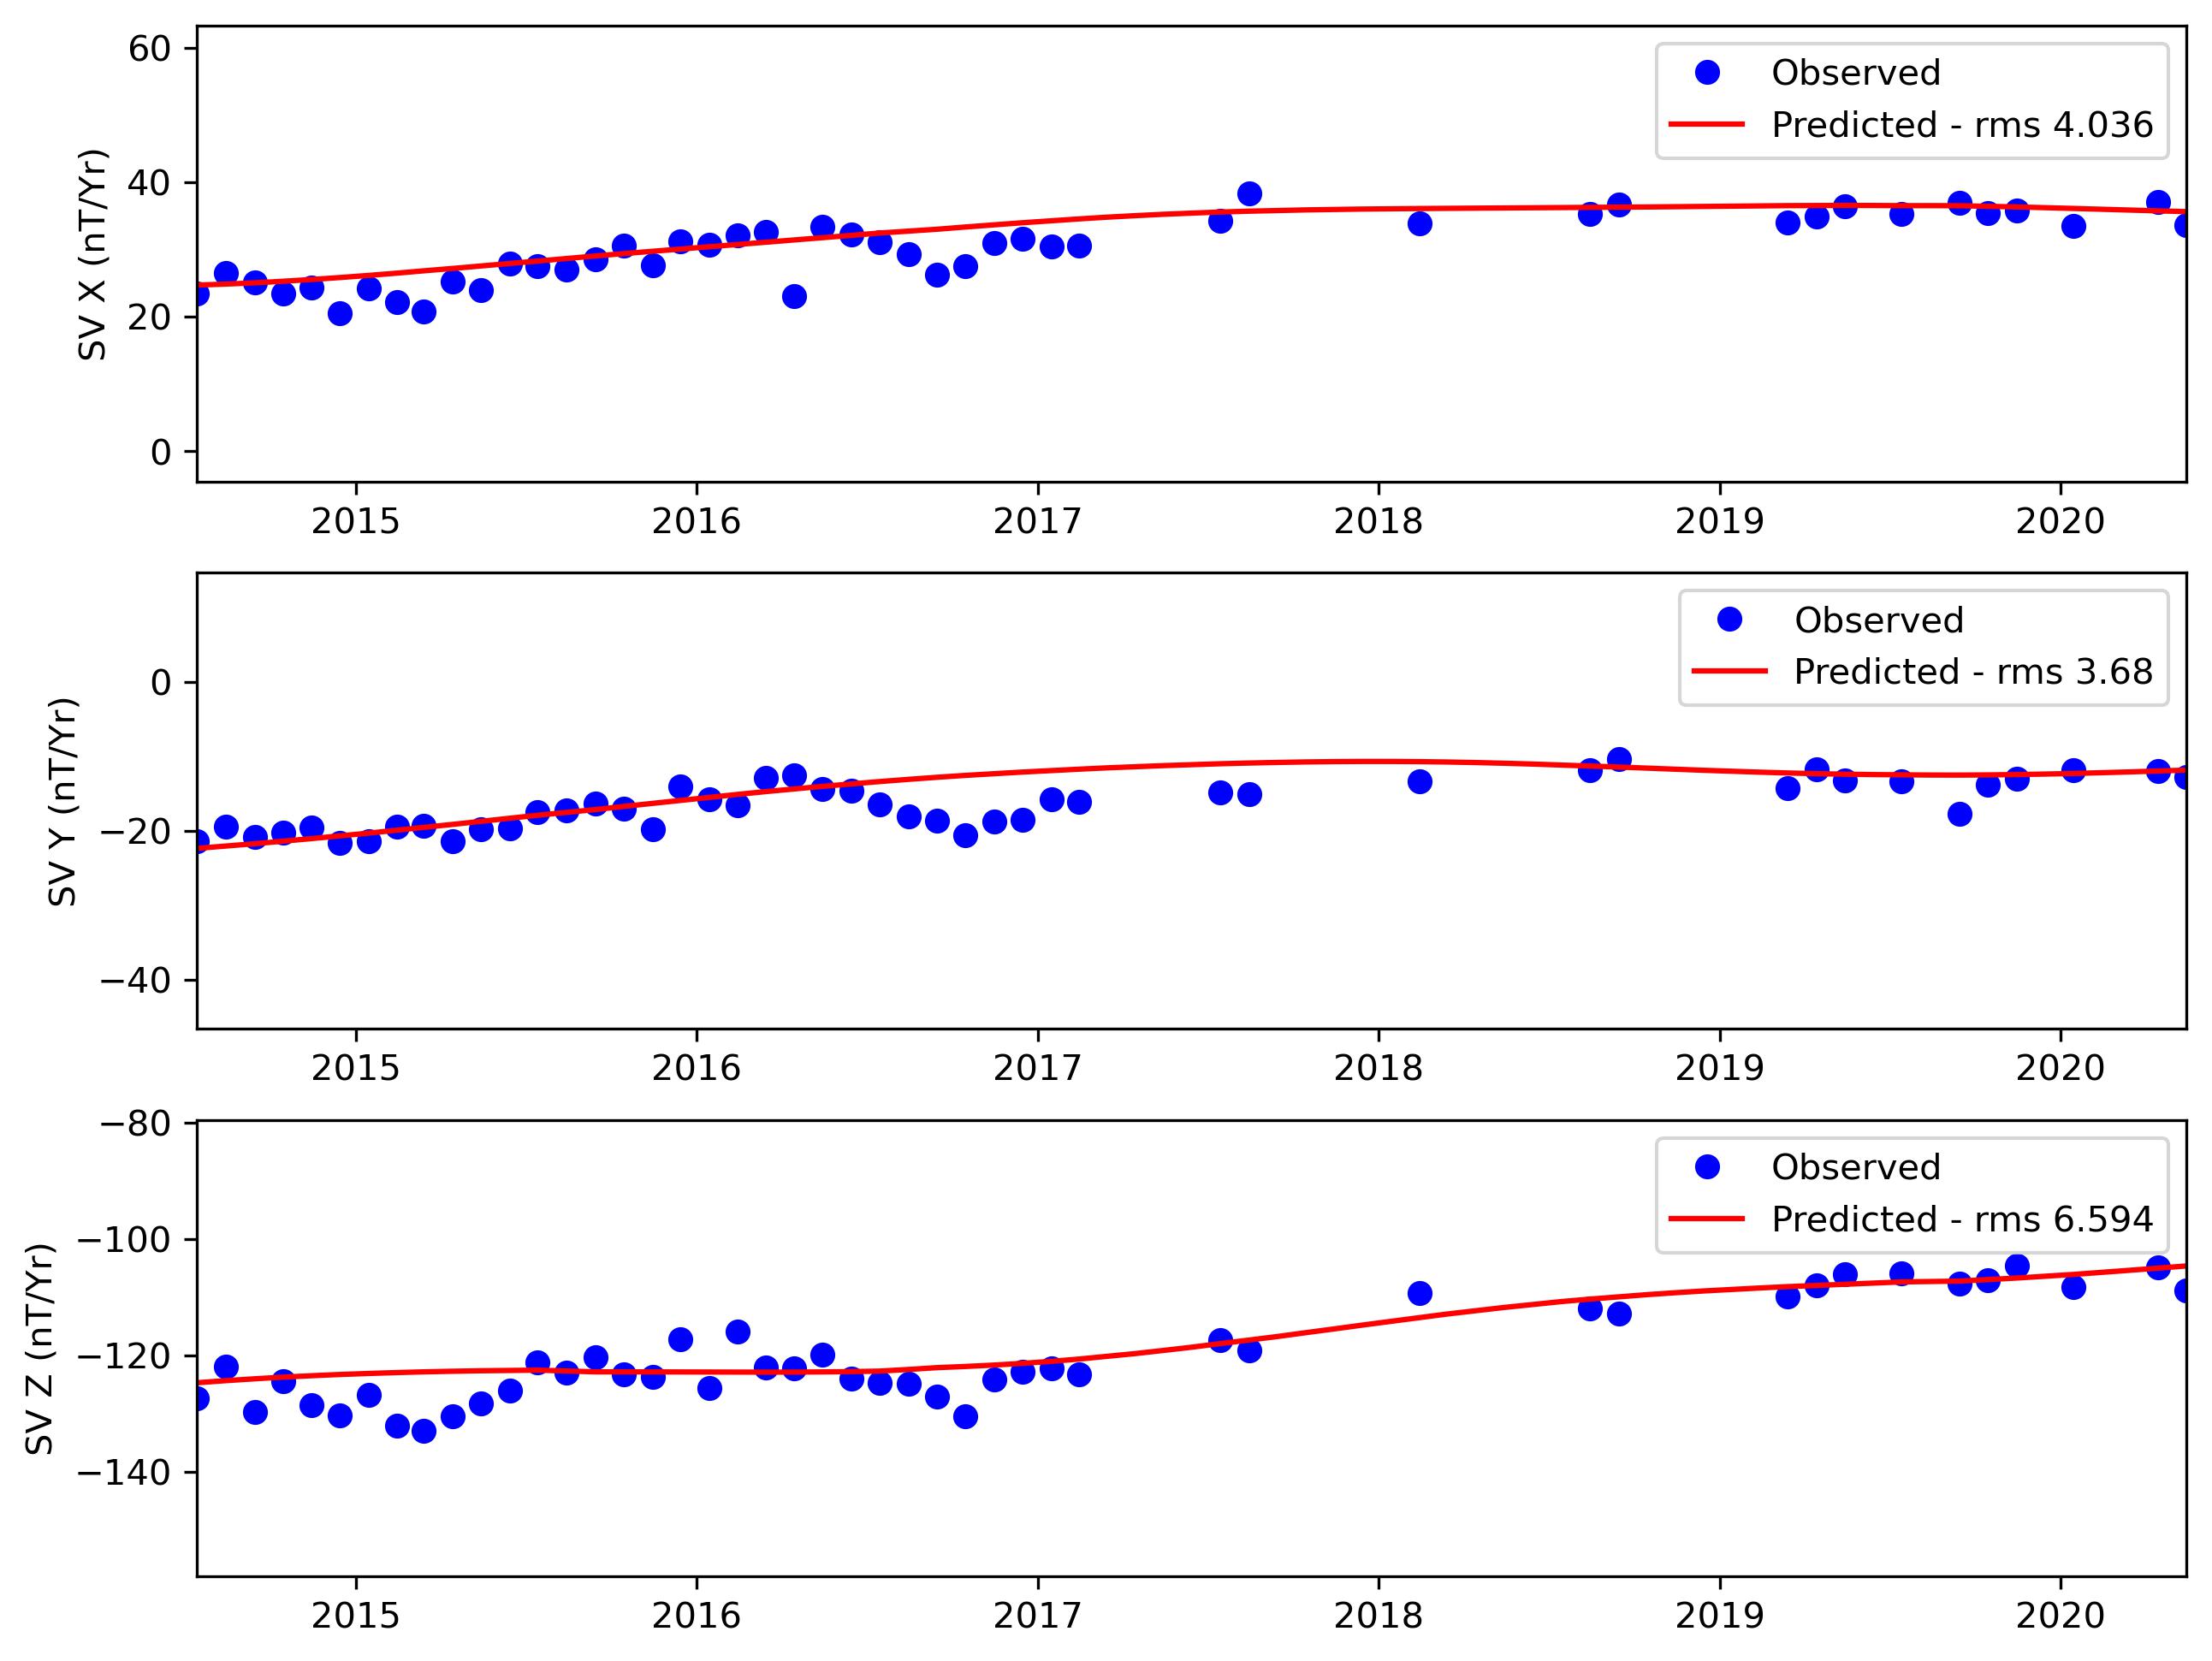 60
40
20
0
SV X (nT/Yr)
Observed
Predicted - rms 4.036
2015 2016 2017 2018 2019 2020
0
−20
−40
SV Y (nT/Yr)
Observed
Predicted - rms 3.68
2015 2016 2017 2018 2019 2020
−80
−100
−120
−140
SV Z (nT/Yr)
Observed
Predicted - rms 6.594
2015 2016 2017 2018 2019 2020